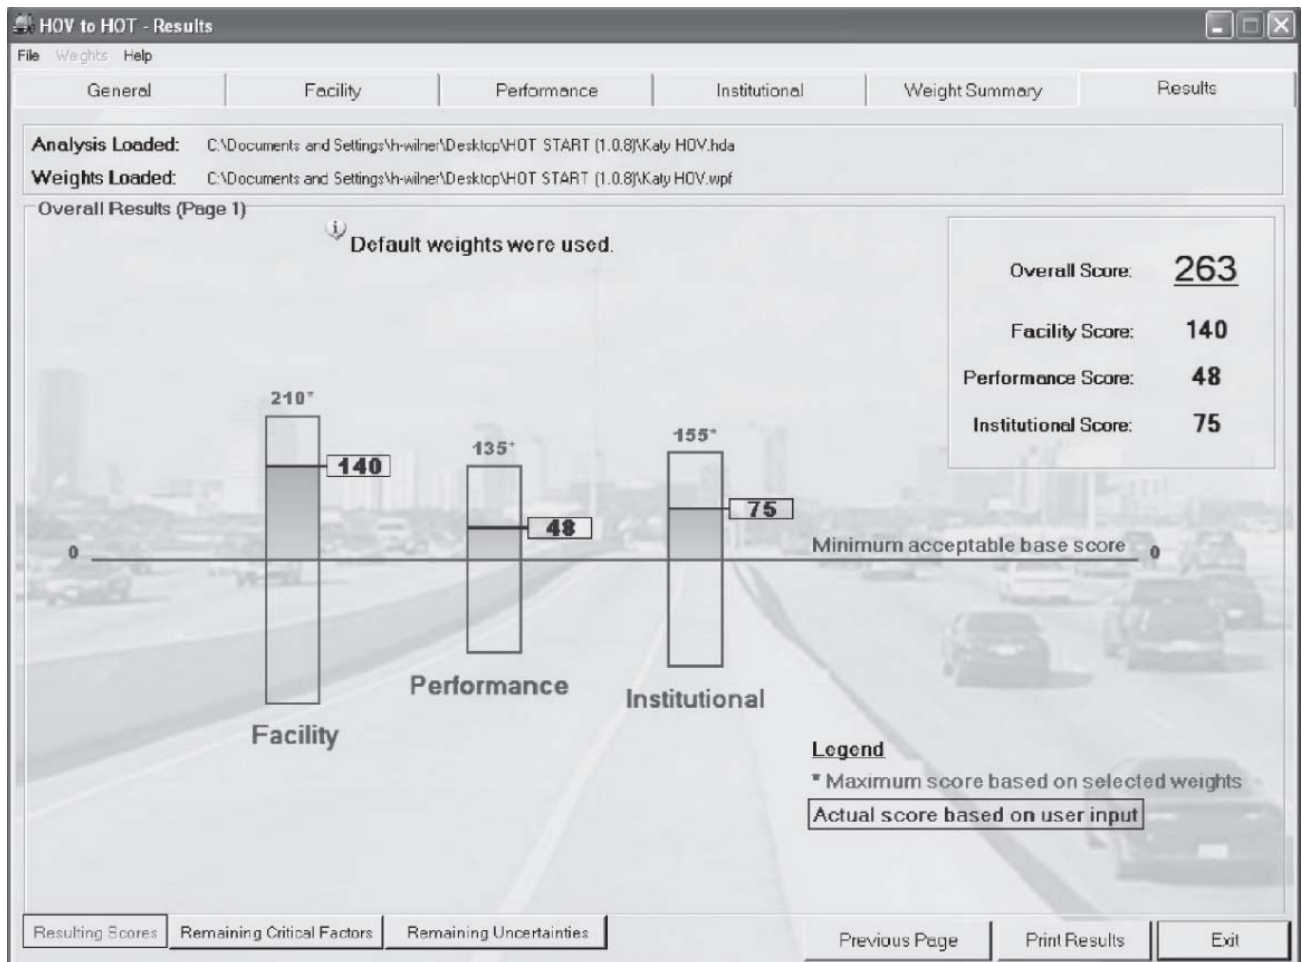 HOV to HOT - Results
File Weights Help
General Facility Performance Institutional Weight Summary Results
Analysis Loaded: C:\Documents and Settings\h-wilner\Desktop\HOT START (1.0.8)\Katy HOV.hda
Weights Loaded: C:\Documents and Settings\h-wilner\Desktop\HOT START (1.0.8)\Katy HOV.wpf
Overall Results (Page 1)
Default weights were used.
Overall Score: 263
Facility Score: 140
Performance Score: 48
Institutional Score: 75
210*
135*
155*
140
48
75
0 Minimum acceptable base score 0
Performance
Institutional
Facility
Legend
* Maximum score based on selected weights
Actual score based on user input
Resulting Scores Remaining Critical Factors Remaining Uncertainties Previous Page Print Results Exit